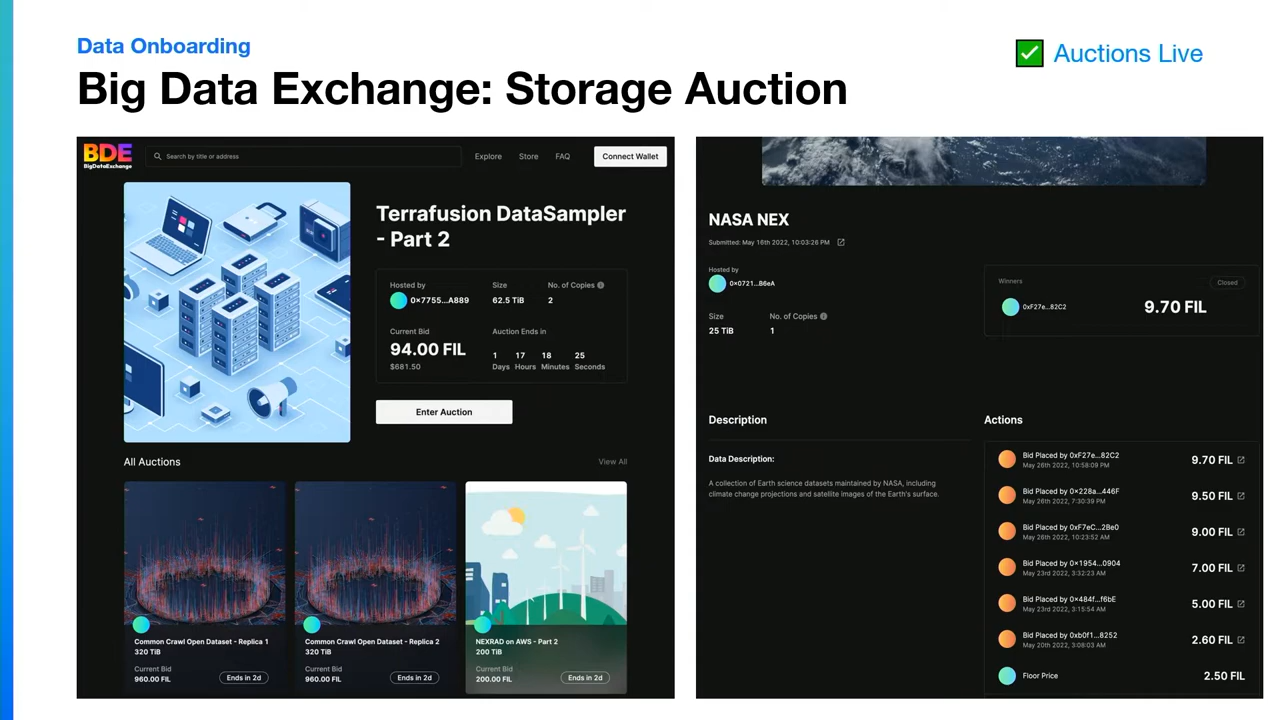 Data Onboarding
Big Data Exchange: Storage Auction
✅ Auctions Live
BDE
BigDataExchange
Search by title or address
Explore
Store
FAQ
Connect Wallet
Terrafusion DataSampler
- Part 2
Hosted by
0×7755...A889
Size
62.5 TiB
No. of Copies
2
Current Bid
94.00 FIL
$681.50
Auction Ends in
1 17 18 25
Days Hours Minutes Seconds
Enter Auction
All Auctions
View All
Common Crawl Open Dataset - Replica 1
320 TiB
Current Bid
960.00 FIL
Ends in 2d
Common Crawl Open Dataset - Replica 2
320 TiB
Current Bid
960.00 FIL
Ends in 2d
NEXRAD on AWS - Part 2
200 TiB
Current Bid
200.00 FIL
Ends in 2d
NASA NEX
Submitted: May 16th 2022, 10:03:26 PM
Hosted by
0×0721...B6eA
Size
25 TiB
No. of Copies
1
Winners
Closed
0xF27e...82C2
9.70 FIL
Description
Data Description:
A collection of Earth science datasets maintained by NASA, including
climate change projections and satellite images of the Earth's surface.
Actions
Bid Placed by 0xF27e...82C2
May 26th 2022, 10:58:09 PM
9.70 FIL
Bid Placed by 0×228a...446F
May 26th 2022, 7:30:39 PM
9.50 FIL
Bid Placed by 0xF7eC...2Be0
May 26th 2022, 10:23:52 AM
9.00 FIL
Bid Placed by 0×1954...0904
May 23rd 2022, 3:32:23 AM
7.00 FIL
Bid Placed by 0×484f...f6bE
May 23rd 2022, 3:15:54 AM
5.00 FIL
Bid Placed by 0xb0f1...8252
May 20th 2022, 3:08:03 AM
2.60 FIL
Floor Price
2.50 FIL